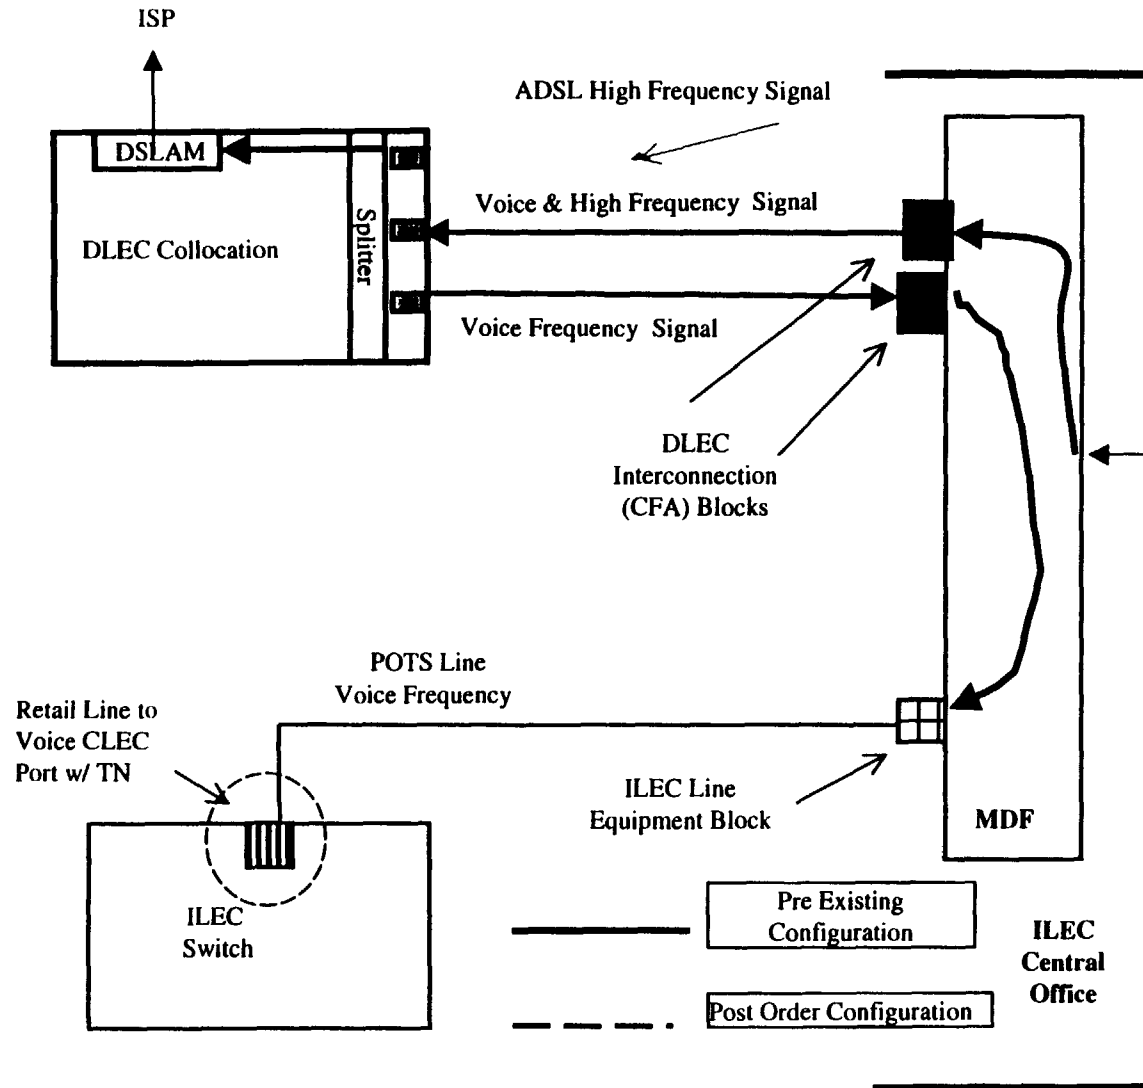 ISP
ADSL High Frequency Signal
DSLAM
Voice & High Frequency Signal
Splitter
DLEC Collocation
Voice Frequency Signal
DLEC
Interconnection
(CFA) Blocks
POTS Line
Voice Frequency
Retail Line to
Voice CLEC
Port w/ TN
ILEC Line
Equipment Block
MDF
ILEC
Switch
Pre Existing
Configuration
ILEC
Central
Office
Post Order Configuration